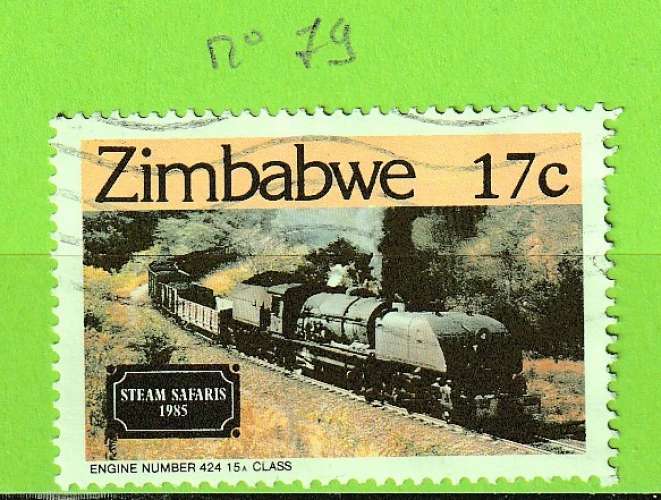 n° 79
Zimbabwe 17c
STEAM SAFARIS
1985
ENGINE NUMBER 424 15A CLASS